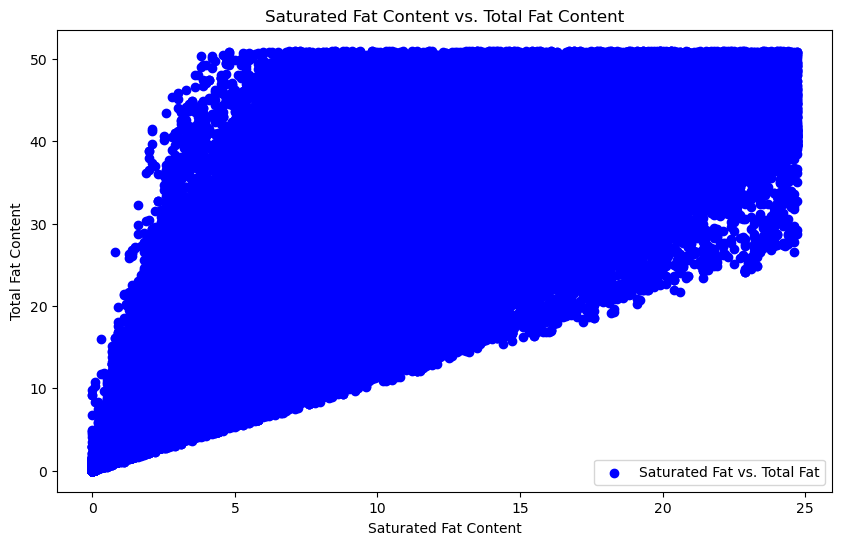 Saturated Fat Content vs. Total Fat Content
50
40
30
20
10
0
Total Fat Content
0 5 10 15 20 25
Saturated Fat Content
Saturated Fat vs. Total Fat